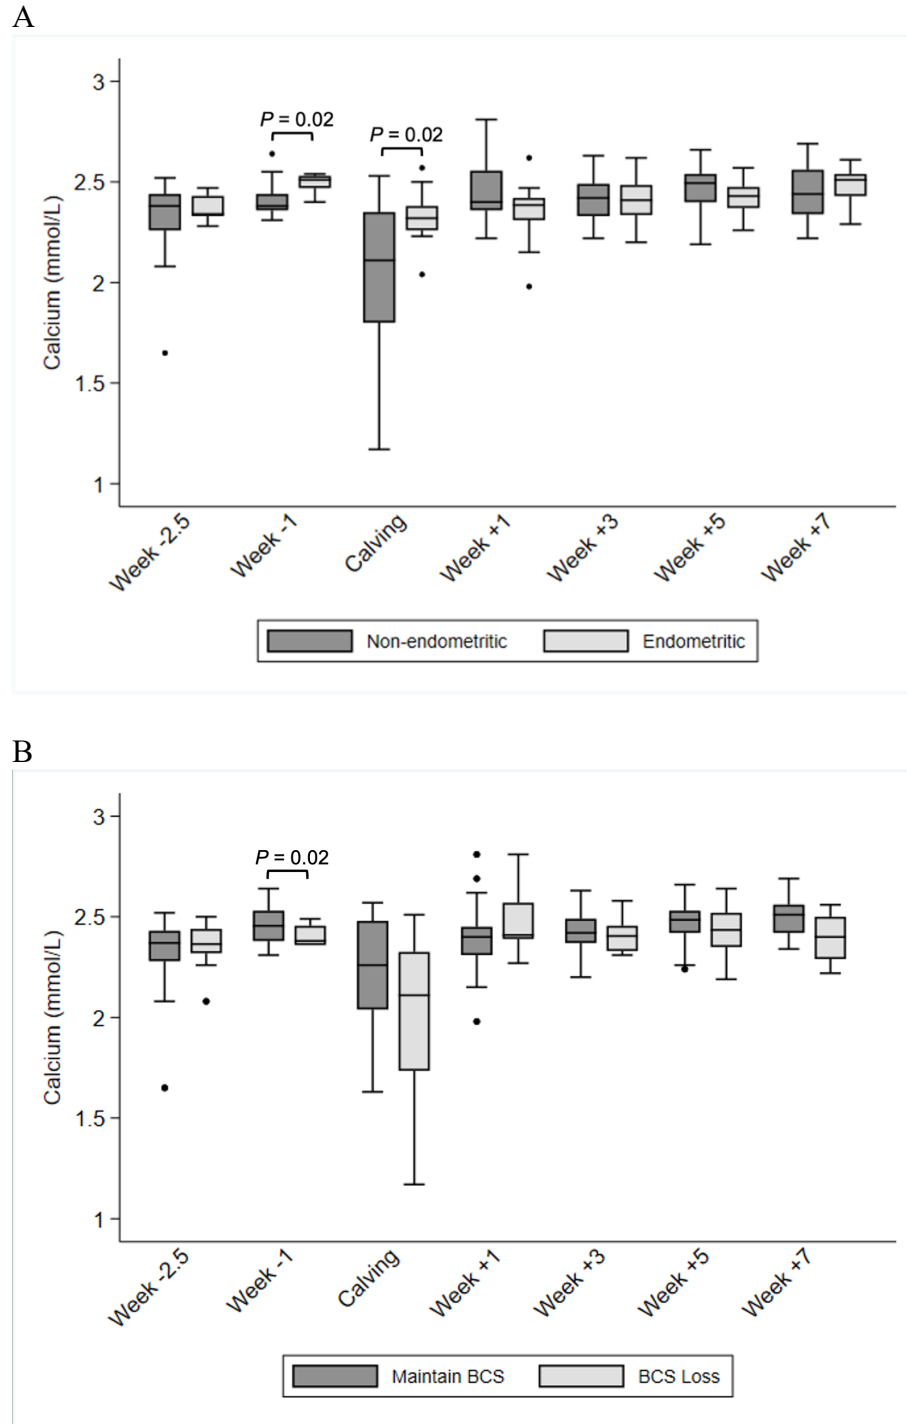 A
P = 0.02
P = 0.02
3
2.5
2
1.5
1
Calcium (mmol/L)
Week -2.5
Week -1
Calving
Week +1
Week +3
Week +5
Week +7
Non-endometritic
Endometritic
B
P = 0.02
3
2.5
2
1.5
1
Calcium (mmol/L)
Week -2.5
Week -1
Calving
Week +1
Week +3
Week +5
Week +7
Maintain BCS
BCS Loss